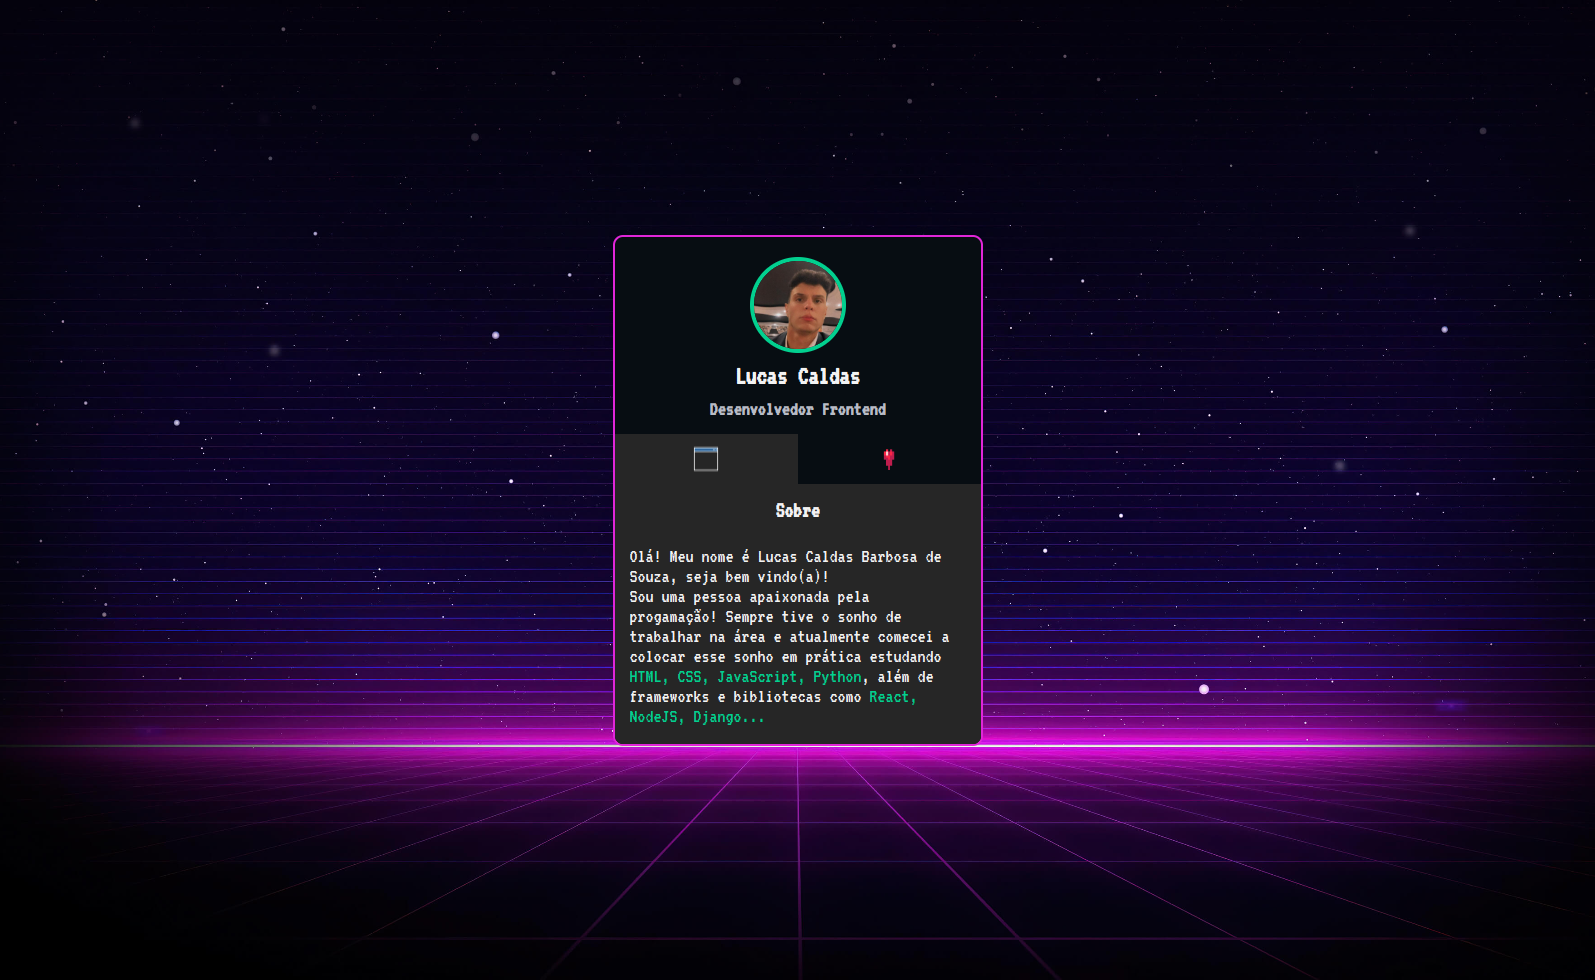 Lucas Caldas
Desenvolvedor Frontend
Sobre
Olá! Meu nome é Lucas Caldas Barbosa de
Souza, seja bem vindo(a)!
Sou uma pessoa apaixonada pela
progamação! Sempre tive o sonho de
trabalhar na área e atualmente comecei a
colocar esse sonho em prática estudando
HTML, CSS, JavaScript, Python, além de
frameworks e bibliotecas como React,
NodeJS, Django...